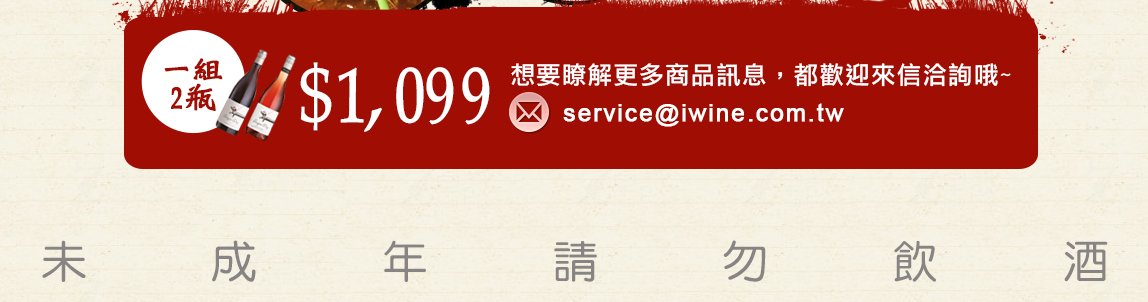 一組
2瓶
$1,099
想要瞭解更多商品訊息，都歡迎來信洽詢哦~
service@iwine.com.tw
未成年請勿飲酒